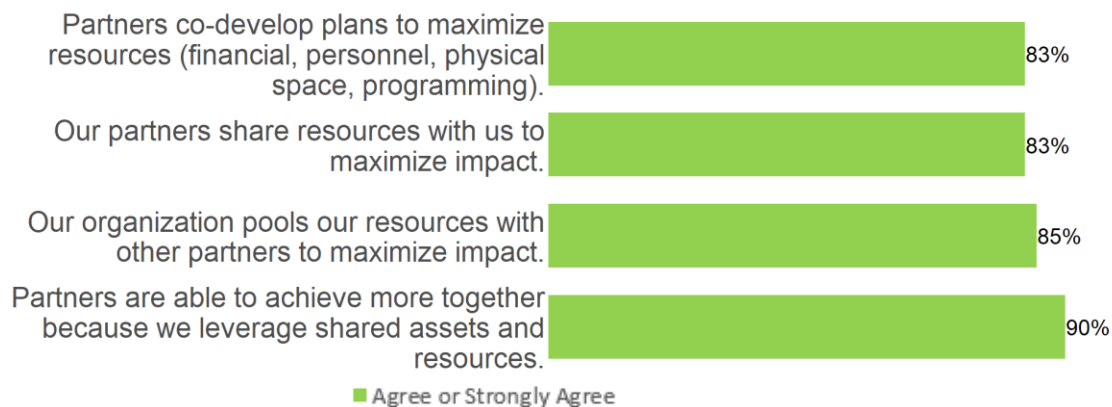 Partners co-develop plans to maximize
resources (financial, personnel, physical
space, programming).
83%
Our partners share resources with us to
maximize impact.
83%
Our organization pools our resources with
other partners to maximize impact.
85%
Partners are able to achieve more together
because we leverage shared assets and
resources.
90%
Agree or Strongly Agree